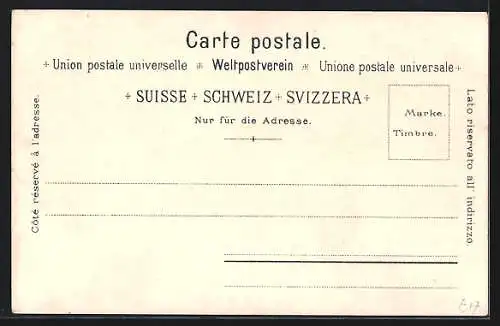 Carte postale.
+ Union postale universelle * Weltpostverein * Unione postale universale +
+ SUISSE + SCHWEIZ + SVIZZERA +
Nur für die Adresse.
Marke.
Timbre.
Côté réservé à l'adresse.
Lato riservato all' indirizzo.